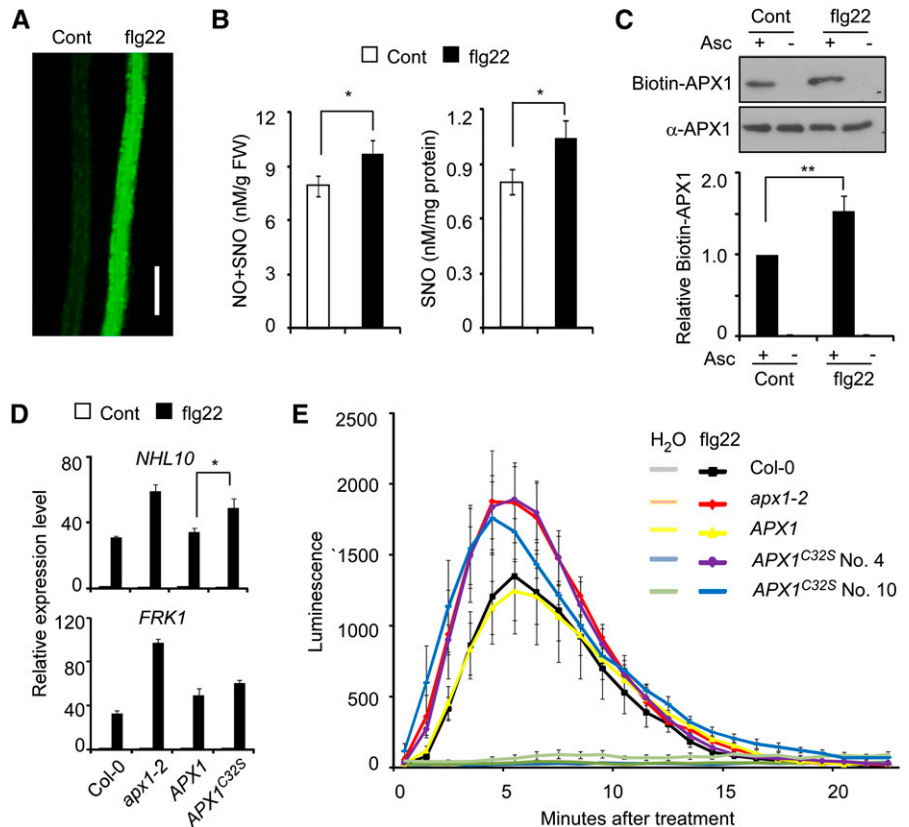 A
Cont flg22
B
Cont flg22
NO+SNO (nM/g FW)
12
9
6
3
0
*
SNO (nM/mg protein)
1.2
0.9
0.6
0.3
0
*
C
Cont flg22
Asc + - + -
Biotin-APX1
α-APX1
Relative Biotin-APX1
2.0
1.0
0
**
Asc + - + -
Cont flg22
D
Cont flg22
Relative expression level
NHL10
80
40
0
*
FRK1
120
80
40
0
Col-0 apx1-2 APX1 APX1C32S
E
Luminescence
2500
2000
1500
1000
500
0
H2O flg22
Col-0
apx1-2
APX1
APX1C32S No. 4
APX1C32S No. 10
0 5 10 15 20
Minutes after treatment